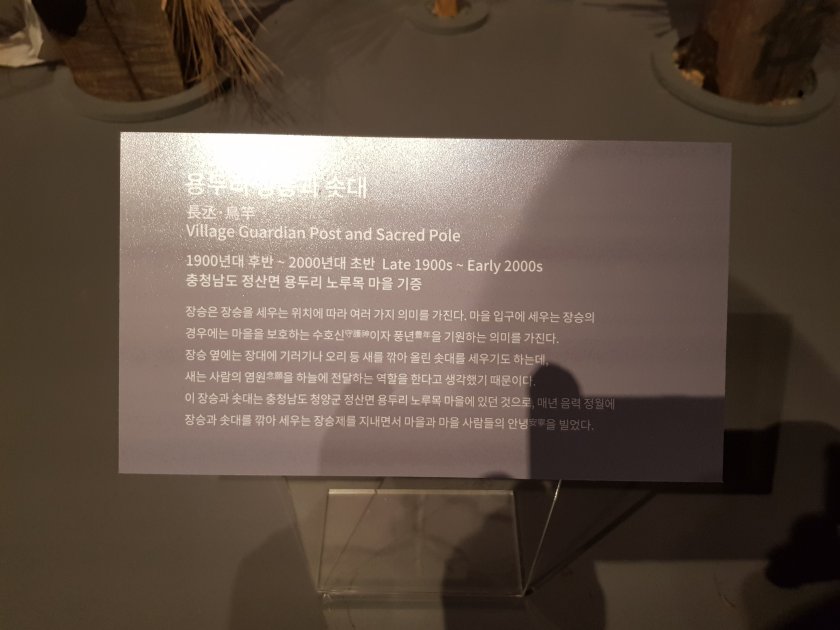 용두리 장승과 솟대
長丞·鳥竿
Village Guardian Post and Sacred Pole
1900년대 후반 ~ 2000년대 초반 Late 1900s ~ Early 2000s
충청남도 정산면 용두리 노루목 마을 기증
장승은 장승을 세우는 위치에 따라 여러 가지 의미를 가진다. 마을 입구에 세우는 장승의
경우에는 마을을 보호하는 수호신守護神이자 풍년豊年을 기원하는 의미를 가진다.
장승 옆에는 장대에 기러기나 오리 등 새를 깎아 올린 솟대를 세우기도 하는데,
새는 사람의 염원念願을 하늘에 전달하는 역할을 한다고 생각했기 때문이다.
이 장승과 솟대는 충청남도 청양군 정산면 용두리 노루목 마을에 있던 것으로, 매년 음력 정월에
장승과 솟대를 깎아 세우는 장승제를 지내면서 마을과 마을 사람들의 안녕安寧을 빌었다.